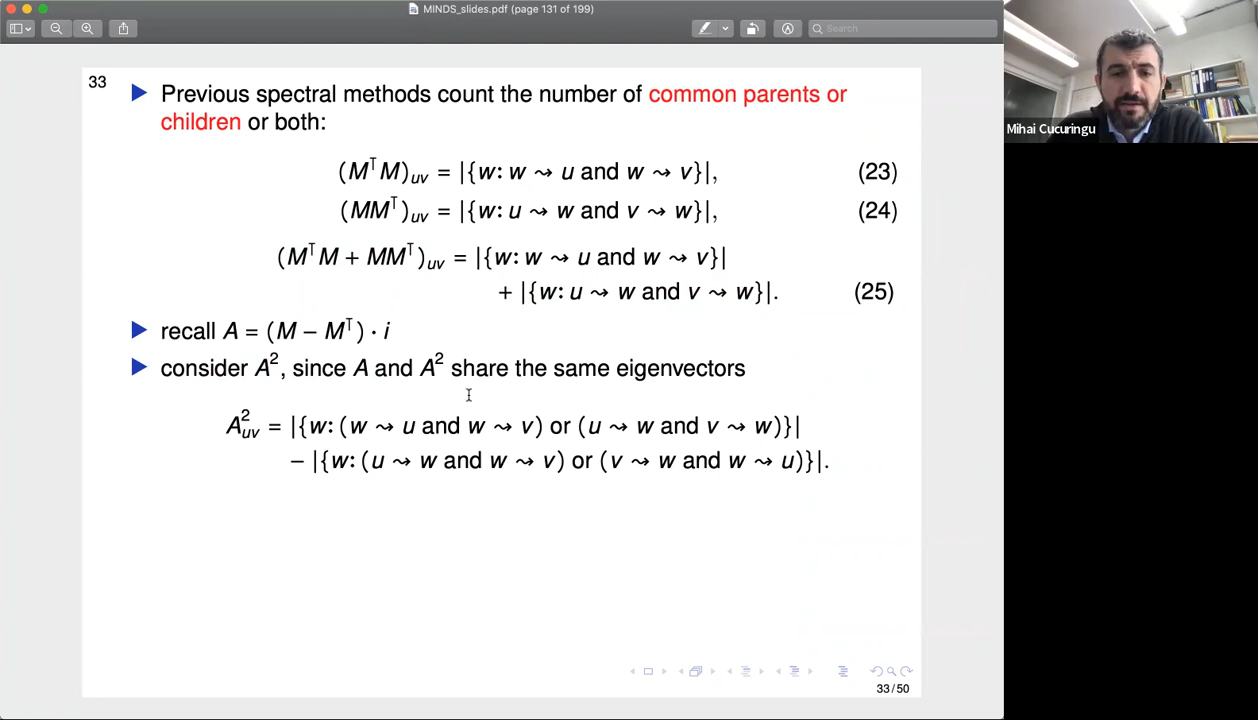 MINDS_slides.pdf (page 131 of 199)
Search
Mihai Cucuringu
33
Previous spectral methods count the number of common parents or
children or both:
(MᵀM)ᵤᵥ = |{w: w ⇝ u and w ⇝ v}|, (23)
(MMᵀ)ᵤᵥ = |{w: u ⇝ w and v ⇝ w}|, (24)
(MᵀM + MMᵀ)ᵤᵥ = |{w: w ⇝ u and w ⇝ v}|
+ |{w: u ⇝ w and v ⇝ w}|. (25)
recall A = (M − Mᵀ) · i
consider A², since A and A² share the same eigenvectors
A²ᵤᵥ = |{w: (w ⇝ u and w ⇝ v) or (u ⇝ w and v ⇝ w)}|
− |{w: (u ⇝ w and w ⇝ v) or (v ⇝ w and w ⇝ u)}|.
33/50